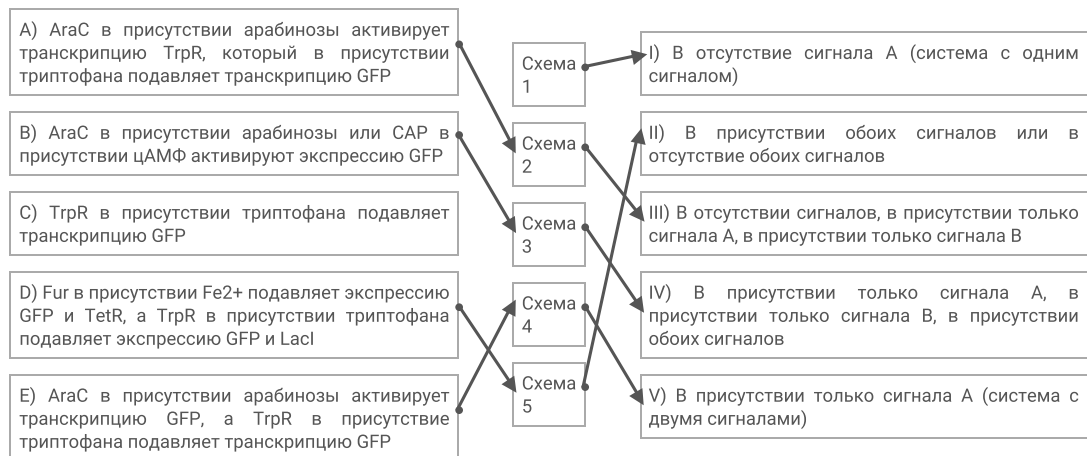 A) AraC в присутствии арабинозы активирует
транскрипцию TrpR, который в присутствии
триптофана подавляет транскрипцию GFP
B) AraC в присутствии арабинозы или CAP в
присутствии цАМФ активируют экспрессию GFP
C) TrpR в присутствии триптофана подавляет
транскрипцию GFP
D) Fur в присутствии Fe2+ подавляет экспрессию
GFP и TetR, а TrpR в присутствии триптофана
подавляет экспрессию GFP и LacI
E) AraC в присутствии арабинозы активирует
транскрипцию GFP, а TrpR в присутствие
триптофана подавляет транскрипцию GFP
Схема
1
Схема
2
Схема
3
Схема
4
Схема
5
I) В отсутствие сигнала A (система с одним
сигналом)
II) В присутствии обоих сигналов или в
отсутствие обоих сигналов
III) В отсутствии сигналов, в присутствии только
сигнала A, в присутствии только сигнала B
IV) В присутствии только сигнала A, в
присутствии только сигнала B, в присутствии
обоих сигналов
V) В присутствии только сигнала A (система с
двумя сигналами)